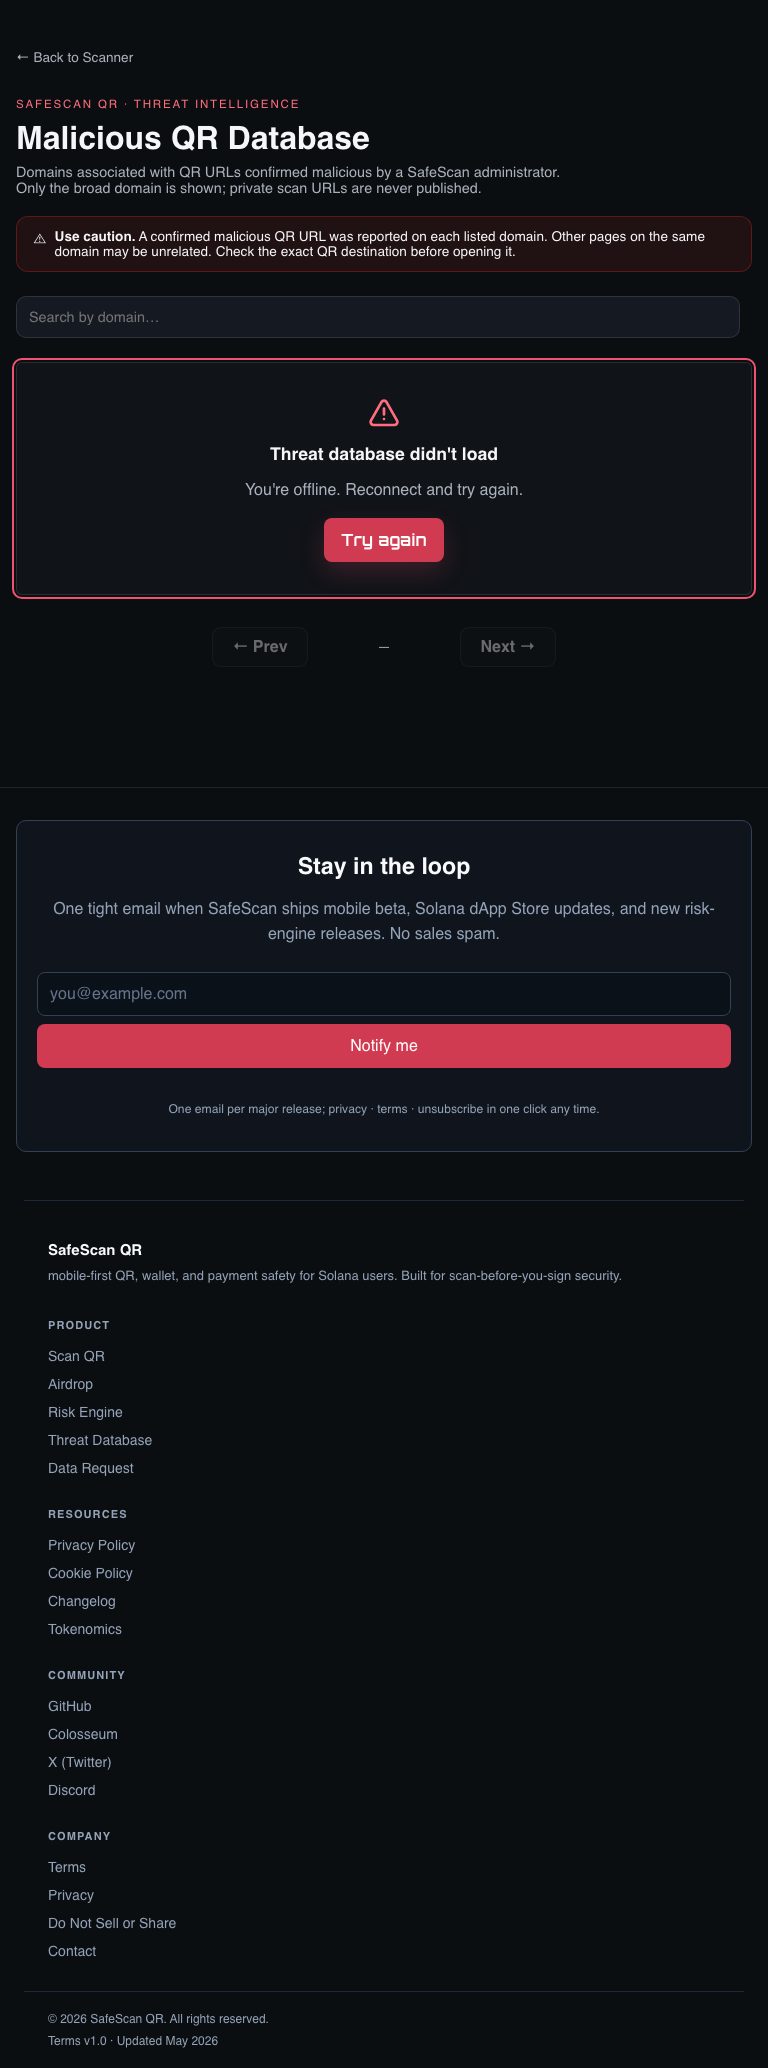 ← Back to Scanner
SAFESCAN QR · THREAT INTELLIGENCE
Malicious QR Database
Domains associated with QR URLs confirmed malicious by a SafeScan administrator.
Only the broad domain is shown; private scan URLs are never published.
⚠ Use caution. A confirmed malicious QR URL was reported on each listed domain. Other pages on the same
domain may be unrelated. Check the exact QR destination before opening it.
Search by domain…
Threat database didn't load
You're offline. Reconnect and try again.
Try again
← Prev — Next →
Stay in the loop
One tight email when SafeScan ships mobile beta, Solana dApp Store updates, and new risk-
engine releases. No sales spam.
you@example.com
Notify me
One email per major release; privacy · terms · unsubscribe in one click any time.
SafeScan QR
mobile-first QR, wallet, and payment safety for Solana users. Built for scan-before-you-sign security.
PRODUCT
Scan QR
Airdrop
Risk Engine
Threat Database
Data Request
RESOURCES
Privacy Policy
Cookie Policy
Changelog
Tokenomics
COMMUNITY
GitHub
Colosseum
X (Twitter)
Discord
COMPANY
Terms
Privacy
Do Not Sell or Share
Contact
© 2026 SafeScan QR. All rights reserved.
Terms v1.0 · Updated May 2026